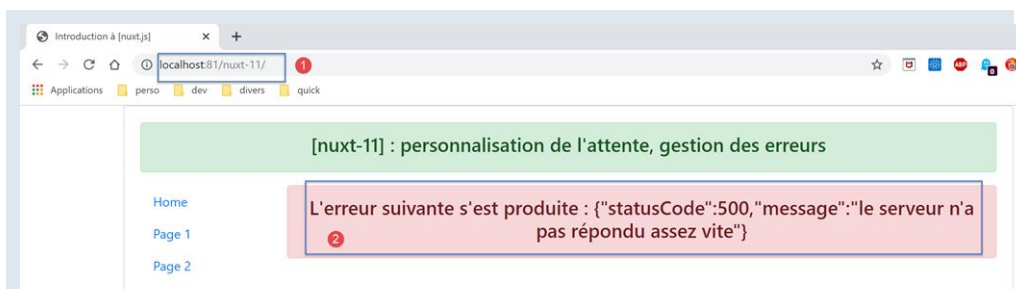 Introduction à [nuxt.js]
localhost:81/nuxt-11/
1
ABP
Applications perso dev divers quick
[nuxt-11] : personnalisation de l'attente, gestion des erreurs
Home
L'erreur suivante s'est produite : {"statusCode":500,"message":"le serveur n'a
pas répondu assez vite"}
2
Page 1
Page 2